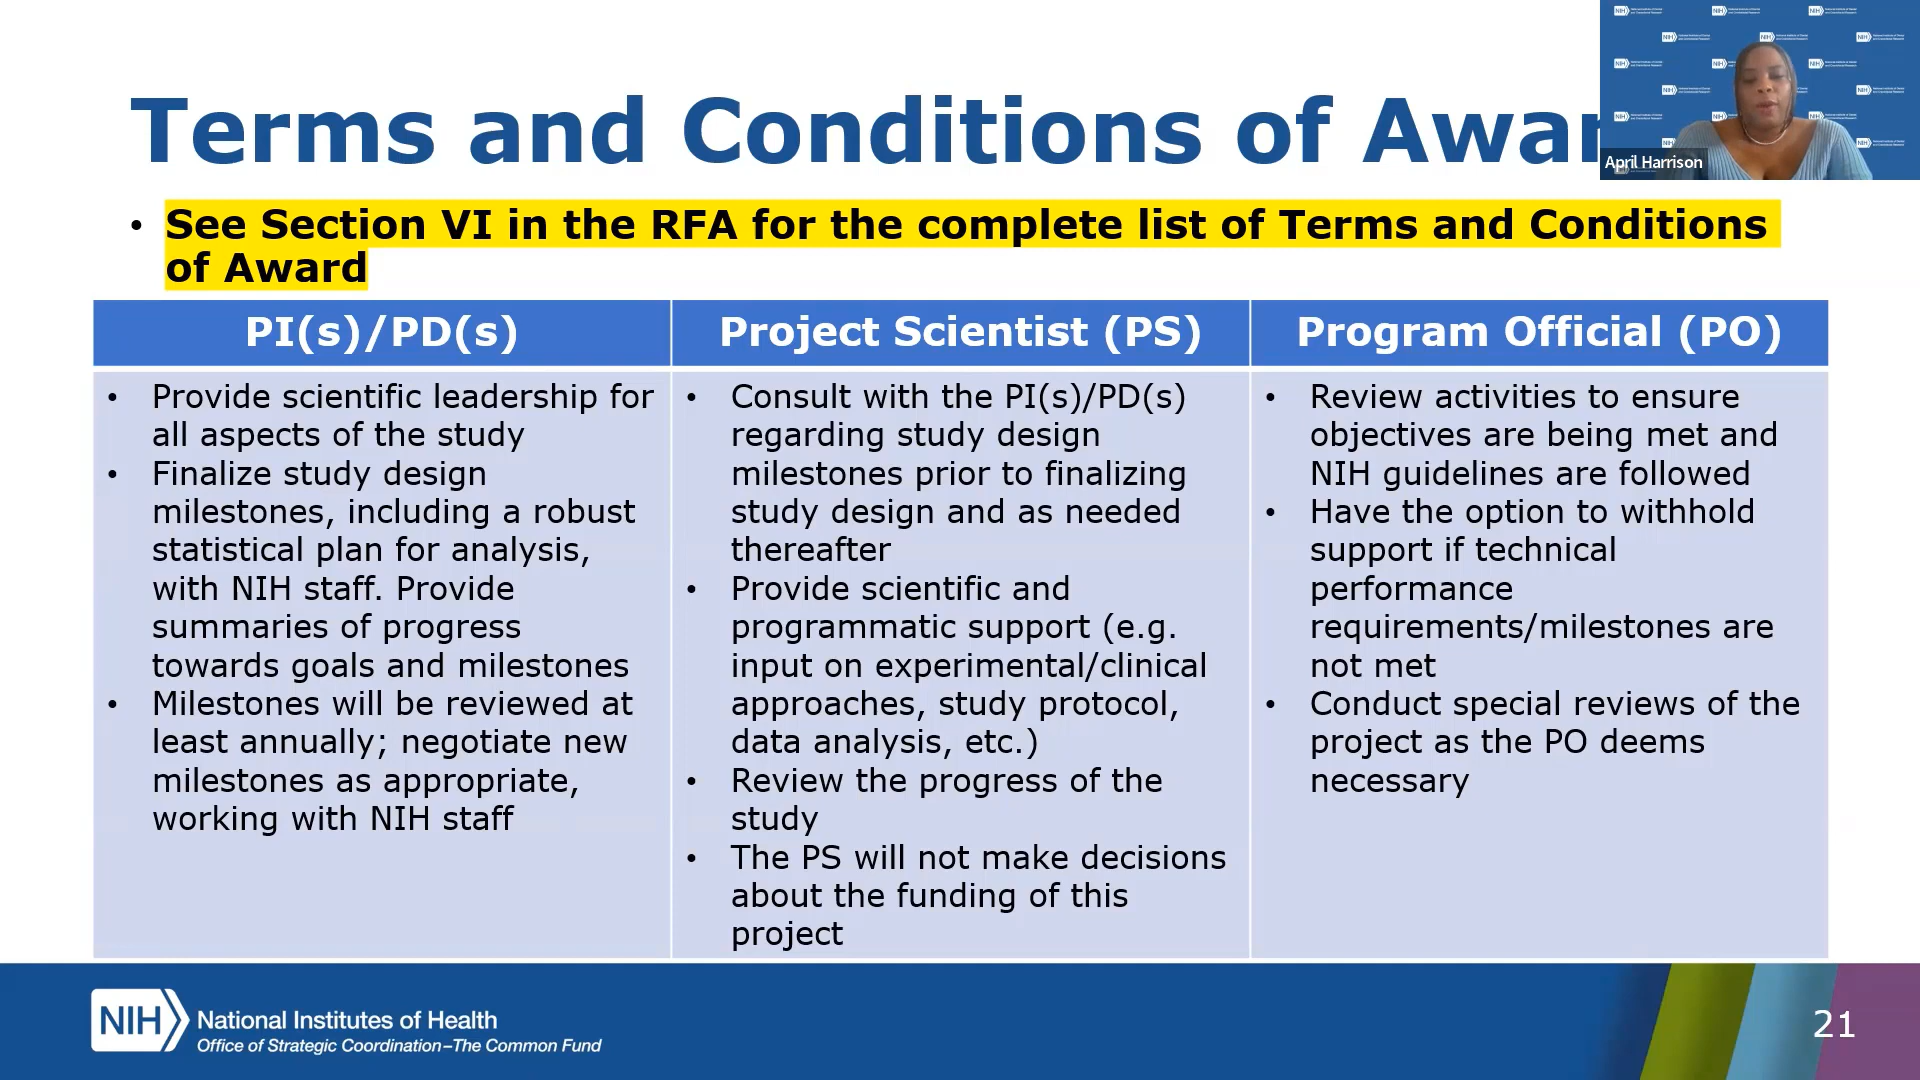 Terms and Conditions of Awar
April Harrison
• See Section VI in the RFA for the complete list of Terms and Conditions
of Award
PI(s)/PD(s)
• Provide scientific leadership for
all aspects of the study
• Finalize study design
milestones, including a robust
statistical plan for analysis,
with NIH staff. Provide
summaries of progress
towards goals and milestones
• Milestones will be reviewed at
least annually; negotiate new
milestones as appropriate,
working with NIH staff
Project Scientist (PS)
• Consult with the PI(s)/PD(s)
regarding study design
milestones prior to finalizing
study design and as needed
thereafter
• Provide scientific and
programmatic support (e.g.
input on experimental/clinical
approaches, study protocol,
data analysis, etc.)
• Review the progress of the
study
• The PS will not make decisions
about the funding of this
project
Program Official (PO)
• Review activities to ensure
objectives are being met and
NIH guidelines are followed
• Have the option to withhold
support if technical
performance
requirements/milestones are
not met
• Conduct special reviews of the
project as the PO deems
necessary
NIH
National Institutes of Health
Office of Strategic Coordination–The Common Fund
21